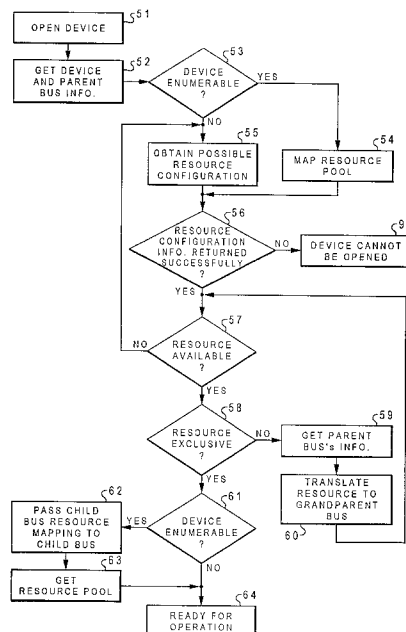 51
OPEN DEVICE
52
GET DEVICE
AND PARENT
BUS INFO.
53
DEVICE
ENUMERABLE
?
YES
NO
55
OBTAIN POSSIBLE
RESOURCE
CONFIGURATION
54
MAP RESOURCE
POOL
56
RESOURCE
CONFIGURATION
INFO. RETURNED
SUCCESSFULLY
?
NO
9
DEVICE CANNOT
BE OPENED
YES
57
NO
RESOURCE
AVAILABLE
?
YES
58
RESOURCE
EXCLUSIVE
?
NO
59
GET PARENT
BUS's INFO.
YES
TRANSLATE
RESOURCE TO
GRANDPARENT
BUS
60
62
PASS CHILD
BUS RESOURCE
MAPPING TO
CHILD BUS
YES
61
DEVICE
ENUMERABLE
?
NO
63
GET
RESOURCE POOL
64
READY FOR
OPERATION